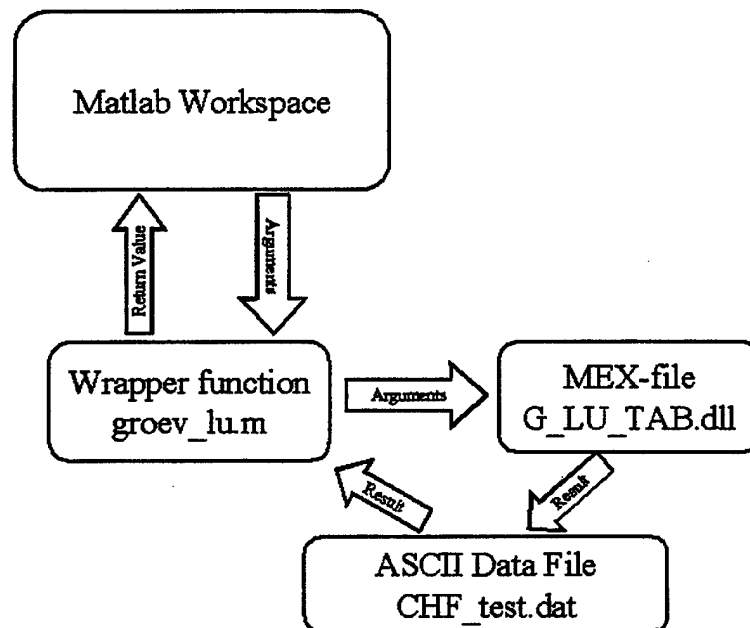 Matlab Workspace
Return Value
Arguments
Wrapper function
groev_lu.m
Arguments
MEX-file
G_LU_TAB.dll
Result
Result
ASCII Data File
CHF_test.dat